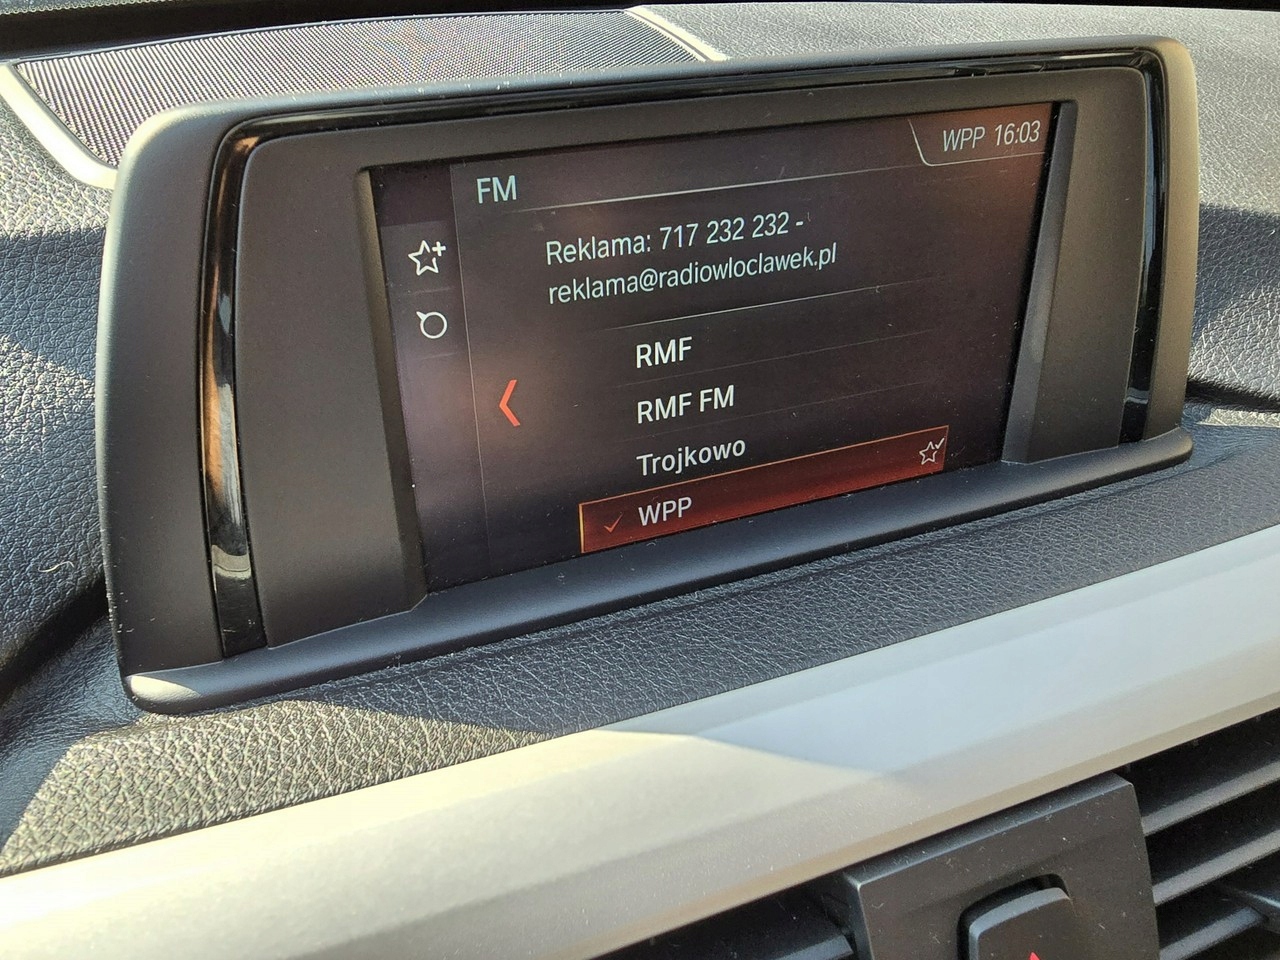 WPP 16:03
FM
Reklama: 717 232 232 -
reklama@radiowloclawek.pl
RMF
RMF FM
Trojkowo
WPP